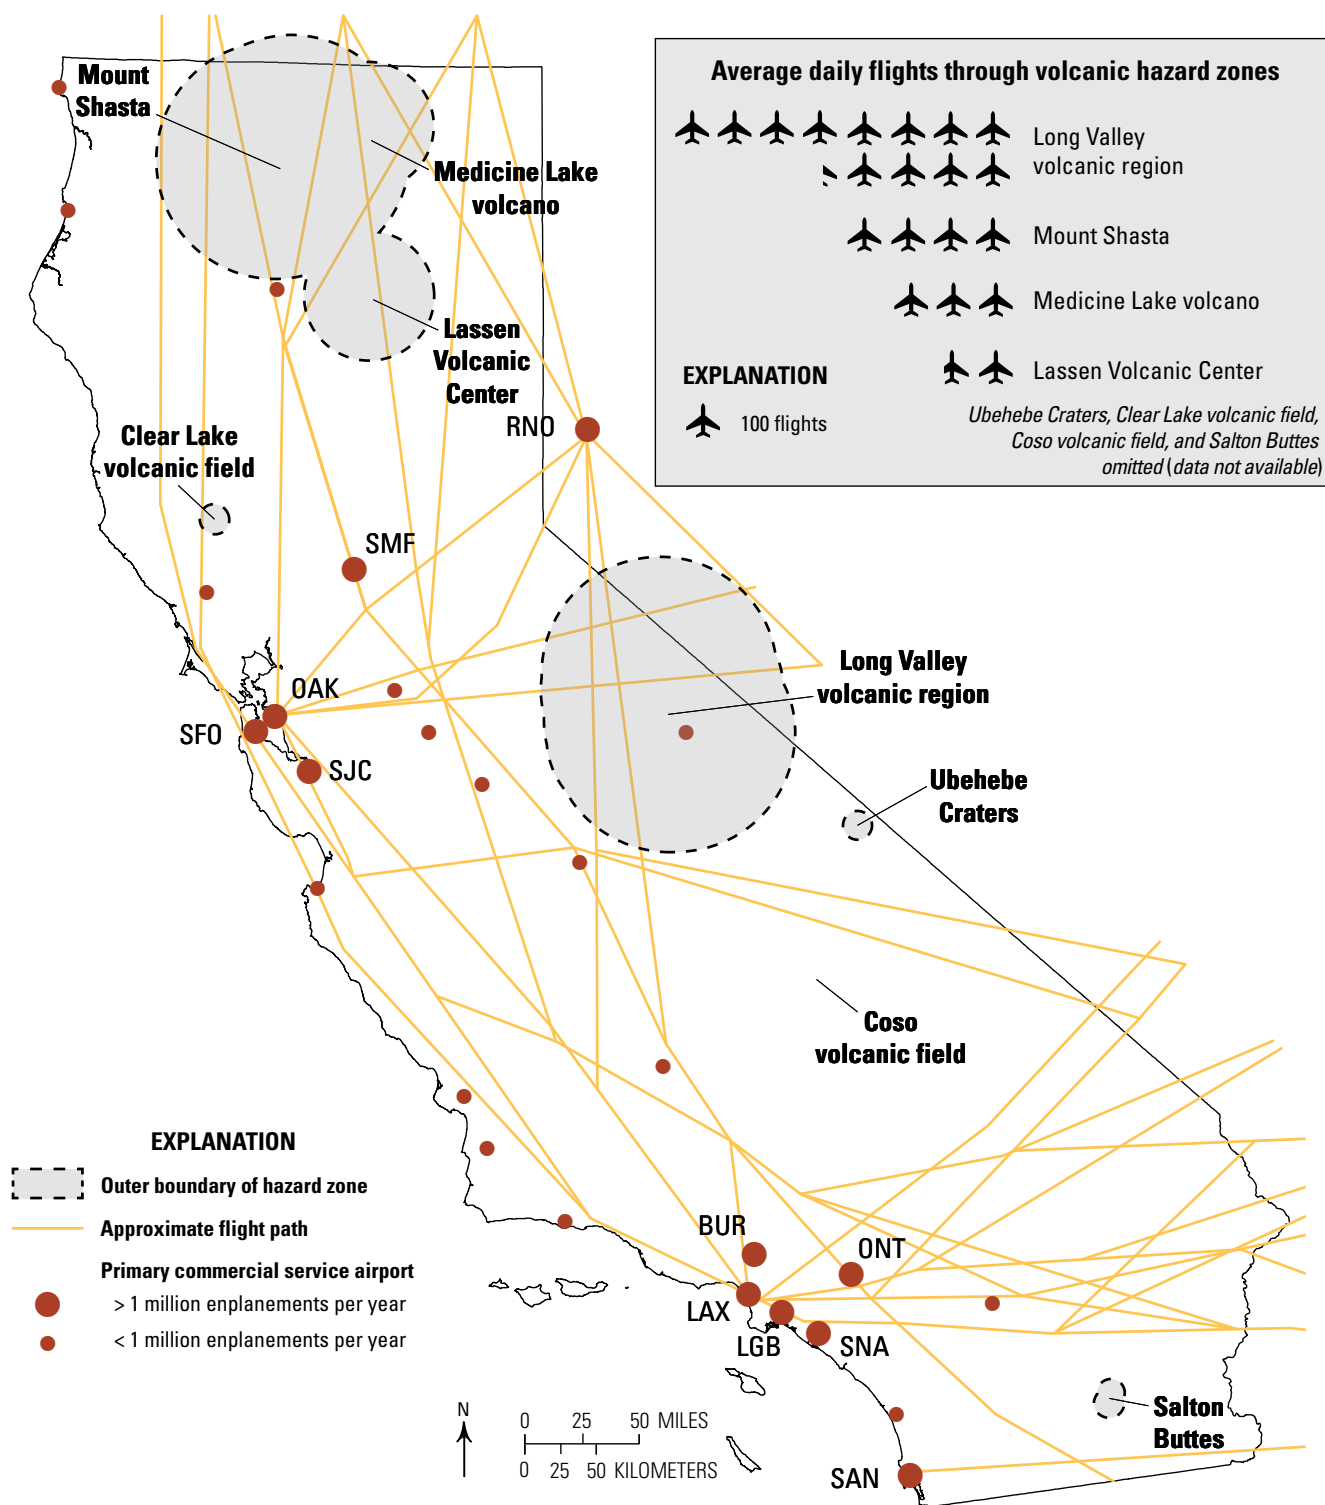 Mount
Shasta
Medicine Lake
volcano
Lassen
Volcanic
Center
Clear Lake
volcanic field
RNO
SMF
OAK
SFO
SJC
Long Valley
volcanic region
Ubehebe
Craters
Coso
volcanic field
BUR
ONT
LAX
LGB
SNA
SAN
Salton
Buttes
Average daily flights through volcanic hazard zones
Long Valley
volcanic region
Mount Shasta
Medicine Lake volcano
Lassen Volcanic Center
EXPLANATION
100 flights
Ubehebe Craters, Clear Lake volcanic field,
Coso volcanic field, and Salton Buttes
omitted (data not available)
EXPLANATION
Outer boundary of hazard zone
Approximate flight path
Primary commercial service airport
> 1 million enplanements per year
< 1 million enplanements per year
N
0 25 50 MILES
0 25 50 KILOMETERS